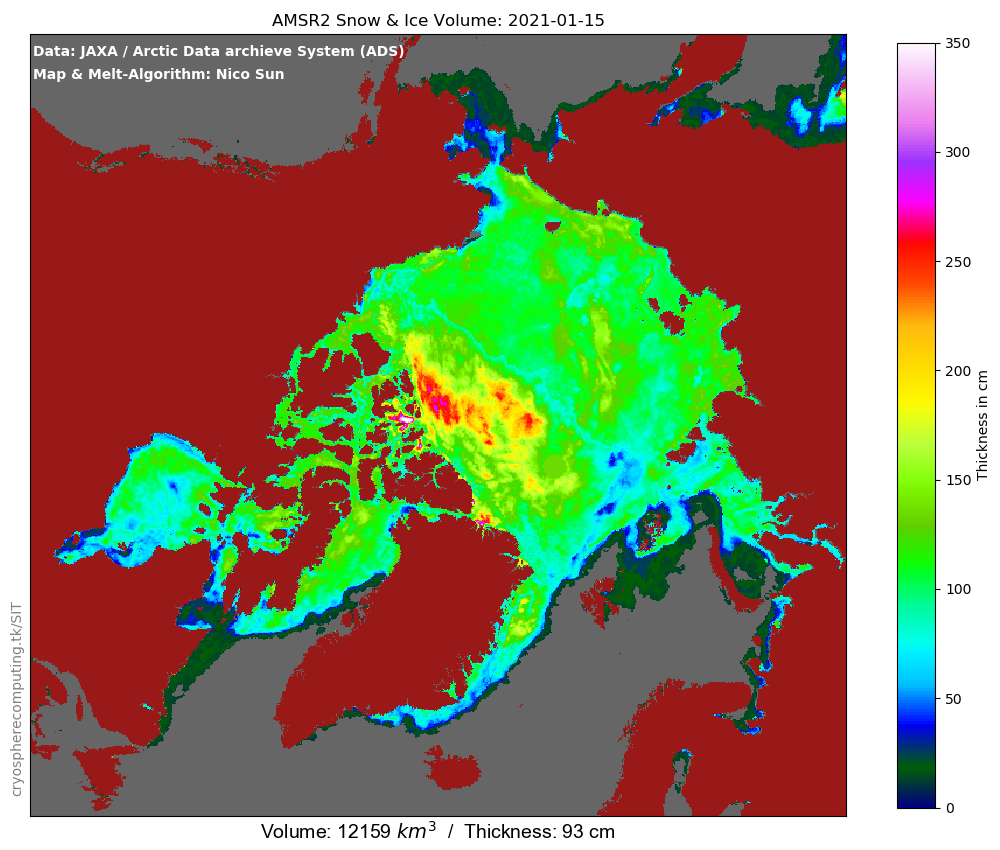 AMSR2 Snow & Ice Volume: 2021-01-15
Data: JAXA / Arctic Data archieve System (ADS)
Map & Melt-Algorithm: Nico Sun
350
300
250
200
150
100
50
0
Thickness in cm
cryospherecomputing.tk/SIT
Volume: 12159 km³ / Thickness: 93 cm